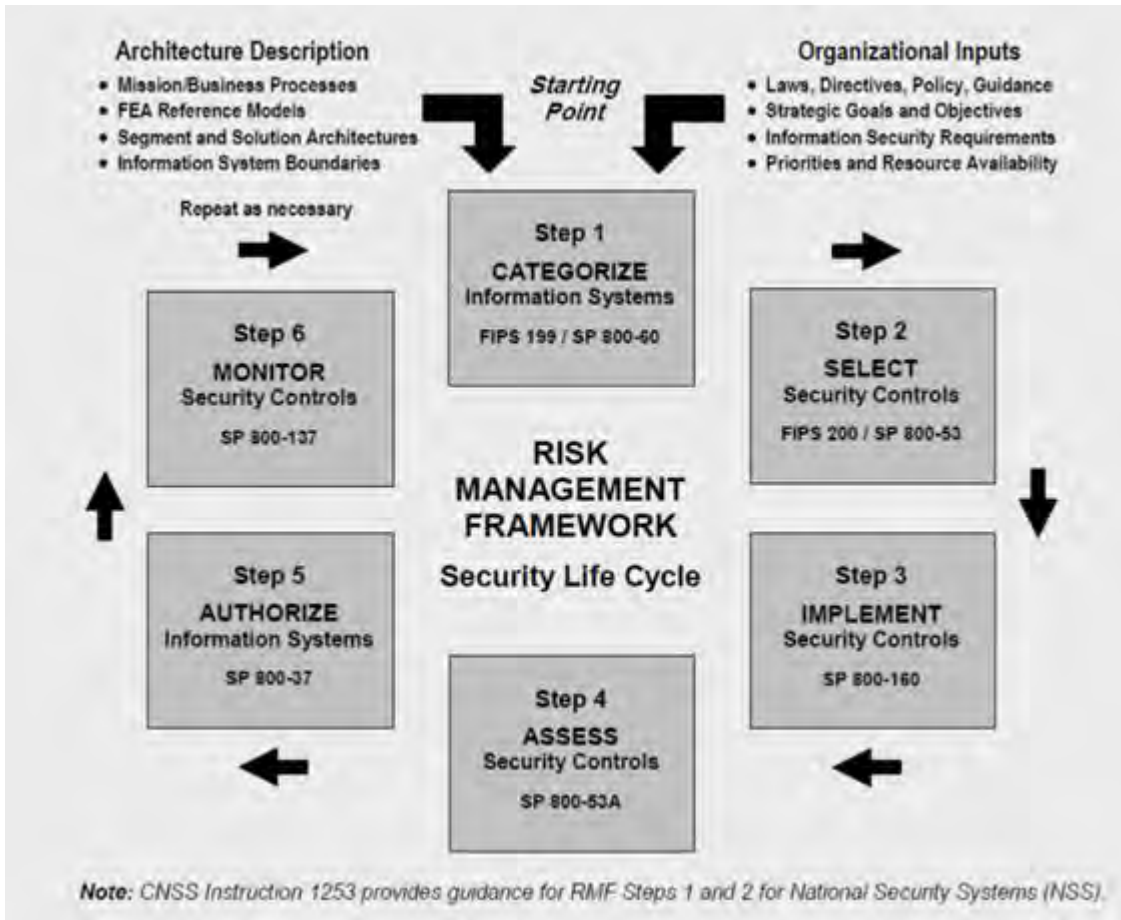 Architecture Description
• Mission/Business Processes
• FEA Reference Models
• Segment and Solution Architectures
• Information System Boundaries
Starting
Point
Organizational Inputs
• Laws, Directives, Policy, Guidance
• Strategic Goals and Objectives
• Information Security Requirements
• Priorities and Resource Availability
Repeat as necessary
Step 1
CATEGORIZE
Information Systems
FIPS 199 / SP 800-60
Step 2
SELECT
Security Controls
FIPS 200 / SP 800-53
Step 3
IMPLEMENT
Security Controls
SP 800-160
Step 4
ASSESS
Security Controls
SP 800-53A
Step 5
AUTHORIZE
Information Systems
SP 800-37
Step 6
MONITOR
Security Controls
SP 800-137
RISK
MANAGEMENT
FRAMEWORK
Security Life Cycle
Note: CNSS Instruction 1253 provides guidance for RMF Steps 1 and 2 for National Security Systems (NSS).